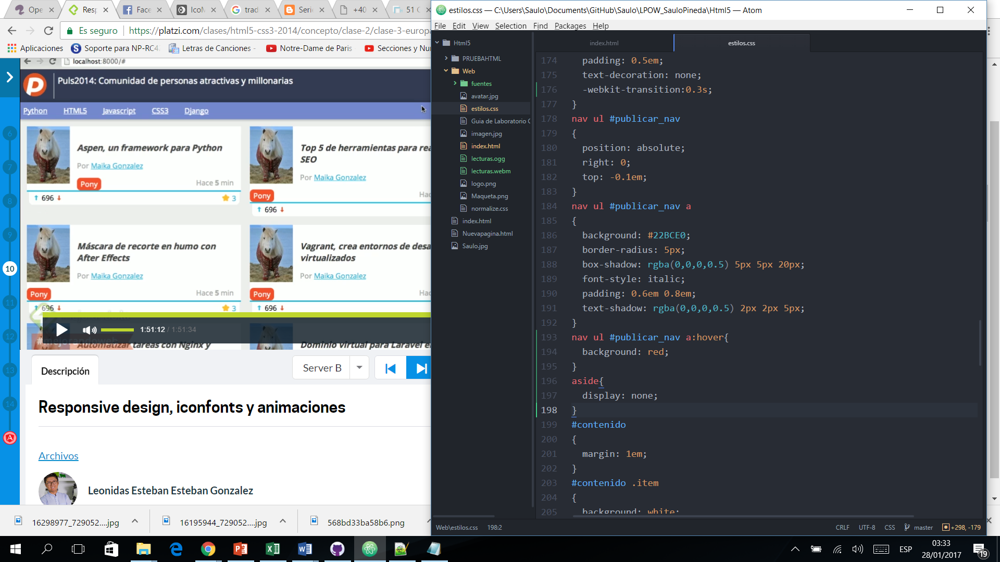 Ope
Resp
Face
IcoM
trad
Serie
+40
51 C
Es seguro
https://platzi.com/clases/html5-css3-2014/concepto/clase-2/clase-3-europa
Aplicaciones
Soporte para NP-RC4
Letras de Canciones -
Notre-Dame de Paris
Secciones y Nu
localhost:8000/#
Puls2014: Comunidad de personas atractivas y millonarias
Python HTML5 Javascript CSS3 Django
Aspen, un framework para Python
Por Maika Gonzalez
Pony
Hace 5 min
696
3
Top 5 de herramientas para rea
SEO
Por Maika Gonzalez
Pony
Hac
696
Máscara de recorte en humo con
After Effects
Por Maika Gonzalez
Pony
Hace 5 min
696
3
Vagrant, crea entornos de desa
virtualizados
Por Maika Gonzalez
Pony
Hac
696
1:51:12 / 1:51:34
#mejorandoweb
Automatizar tareas con Nginx y
Dominio virtual para Laravel e
6
7
8
9
10
11
12
13
14
Descripción
Server B
Responsive design, iconfonts y animaciones
Archivos
Leonidas Esteban Esteban Gonzalez
16298977_729052....jpg
16195944_729052....jpg
568bd33ba58b6.png
estilos.css — C:\Users\Saulo\Documents\GitHub\Saulo\LPOW_SauloPineda\Html5 — Atom
File Edit View Selection Find Packages Help
Html5
PRUEBAHTML
Web
fuentes
avatar.jpg
estilos.css
Guia de Laboratorio C
imagen.jpg
index.html
lecturas.ogg
lecturas.webm
logo.png
Maqueta.png
normalize.css
index.html
Nuevapagina.html
Saulo.jpg
index.html
estilos.css
174 padding: 0.5em;
175 text-decoration: none;
176 -webkit-transition:0.3s;
177 }
178 nav ul #publicar_nav
179 {
180 position: absolute;
181 right: 0;
182 top: -0.1em;
183 }
184 nav ul #publicar_nav a
185 {
186 background: #22BCE0;
187 border-radius: 5px;
188 box-shadow: rgba(0,0,0,0.5) 5px 5px 20px;
189 font-style: italic;
190 padding: 0.6em 0.8em;
191 text-shadow: rgba(0,0,0,0.5) 2px 2px 5px;
192 }
193 nav ul #publicar_nav a:hover{
194 background: red;
195 }
196 aside{
197 display: none;
198 }
199 #contenido
200 {
201 margin: 1em;
202 }
203 #contenido .item
204 {
205 background: white;
Web\estilos.css 198:2
CRLF UTF-8 CSS master +298, -179
ESP
03:33
28/01/2017
19